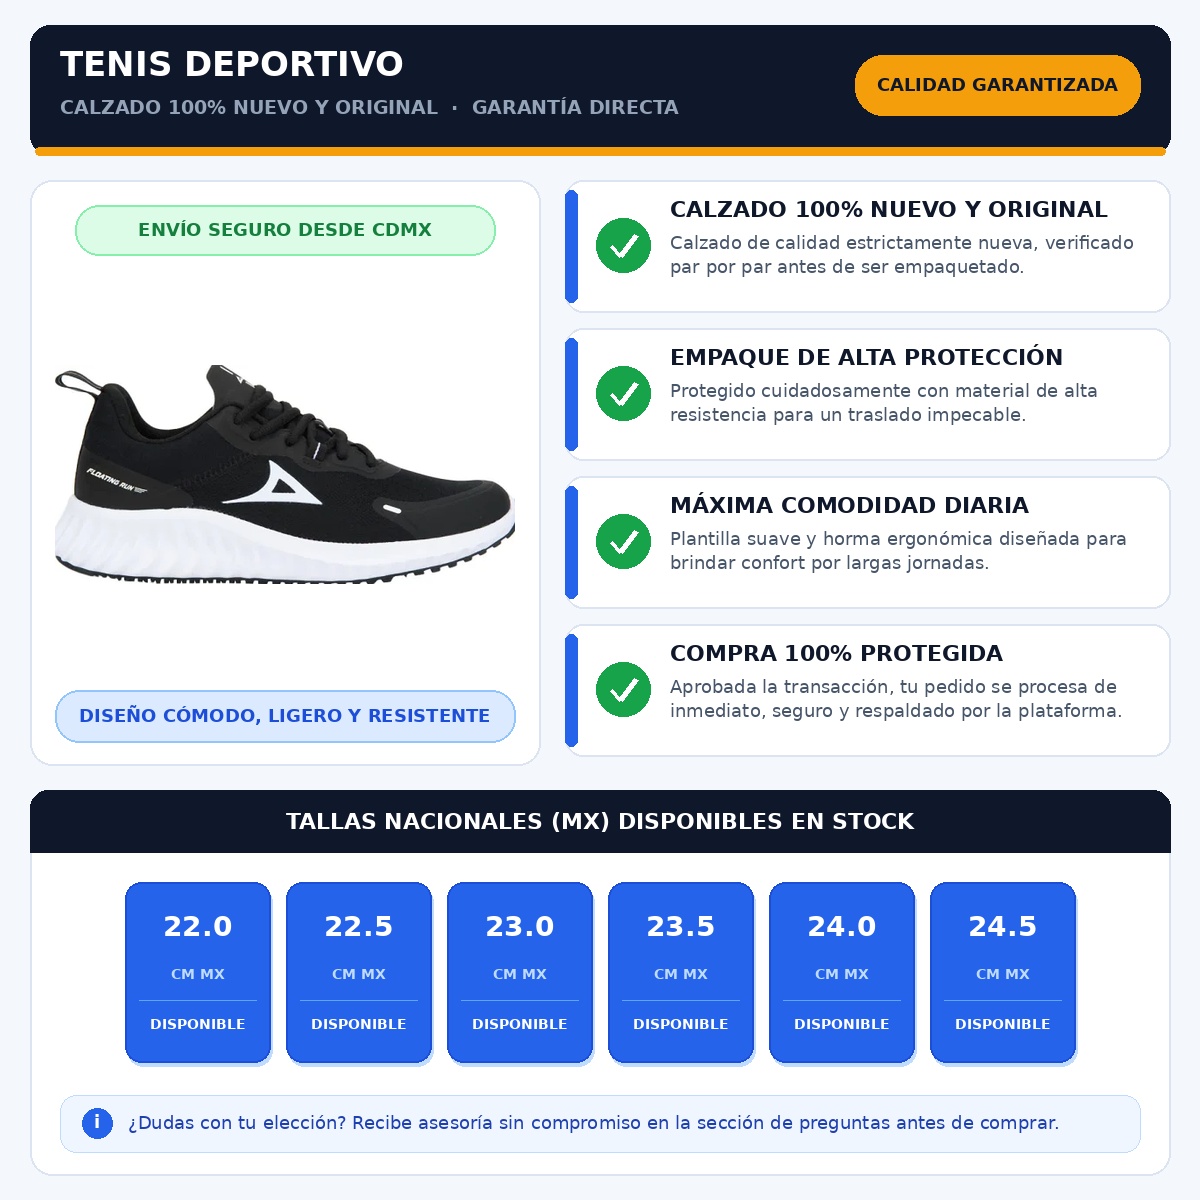 TENIS DEPORTIVO
CALZADO 100% NUEVO Y ORIGINAL · GARANTÍA DIRECTA
CALIDAD GARANTIZADA
ENVÍO SEGURO DESDE CDMX
FLOATING RUN
DISEÑO CÓMODO, LIGERO Y RESISTENTE
CALZADO 100% NUEVO Y ORIGINAL
Calzado de calidad estrictamente nueva, verificado
par por par antes de ser empaquetado.
EMPAQUE DE ALTA PROTECCIÓN
Protegido cuidadosamente con material de alta
resistencia para un traslado impecable.
MÁXIMA COMODIDAD DIARIA
Plantilla suave y horma ergonómica diseñada para
brindar confort por largas jornadas.
COMPRA 100% PROTEGIDA
Aprobada la transacción, tu pedido se procesa de
inmediato, seguro y respaldado por la plataforma.
TALLAS NACIONALES (MX) DISPONIBLES EN STOCK
22.0 22.5 23.0 23.5 24.0 24.5
CM MX CM MX CM MX CM MX CM MX CM MX
DISPONIBLE DISPONIBLE DISPONIBLE DISPONIBLE DISPONIBLE DISPONIBLE
i ¿Dudas con tu elección? Recibe asesoría sin compromiso en la sección de preguntas antes de comprar.